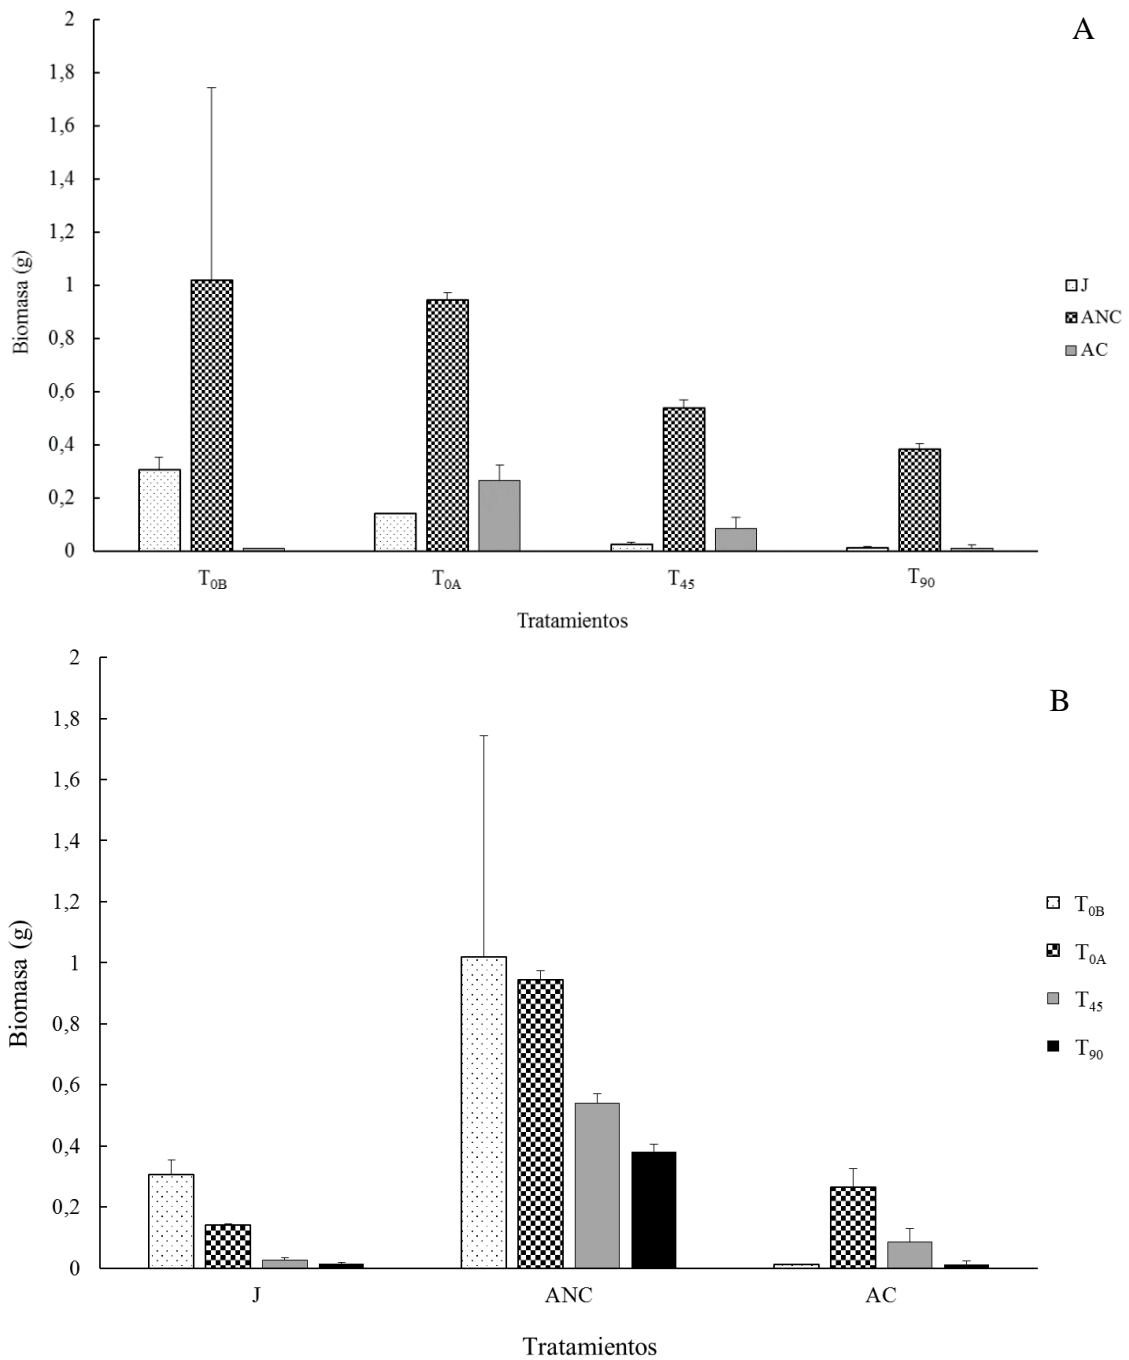 A
2
1,8
1,6
1,4
1,2
1
0,8
0,6
0,4
0,2
0
Biomasa (g)
J
ANC
AC
T0B T0A T45 T90
Tratamientos
B
2
1,8
1,6
1,4
1,2
1
0,8
0,6
0,4
0,2
0
Biomasa (g)
T0B
T0A
T45
T90
J ANC AC
Tratamientos